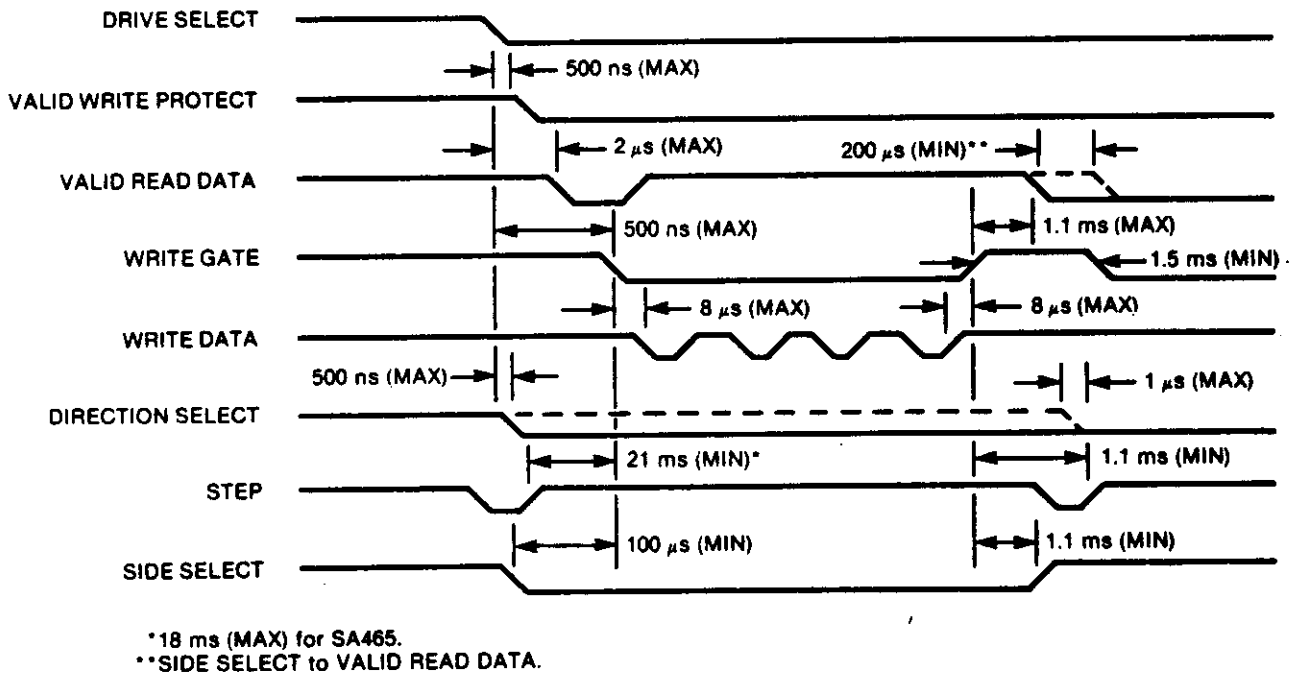 DRIVE SELECT
500 ns (MAX)
VALID WRITE PROTECT
2 μs (MAX)
200 μs (MIN)**
VALID READ DATA
500 ns (MAX)
1.1 ms (MAX)
WRITE GATE
1.5 ms (MIN)
8 μs (MAX)
8 μs (MAX)
WRITE DATA
500 ns (MAX)
1 μs (MAX)
DIRECTION SELECT
21 ms (MIN)*
1.1 ms (MIN)
STEP
100 μs (MIN)
1.1 ms (MIN)
SIDE SELECT
*18 ms (MAX) for SA465.
**SIDE SELECT to VALID READ DATA.